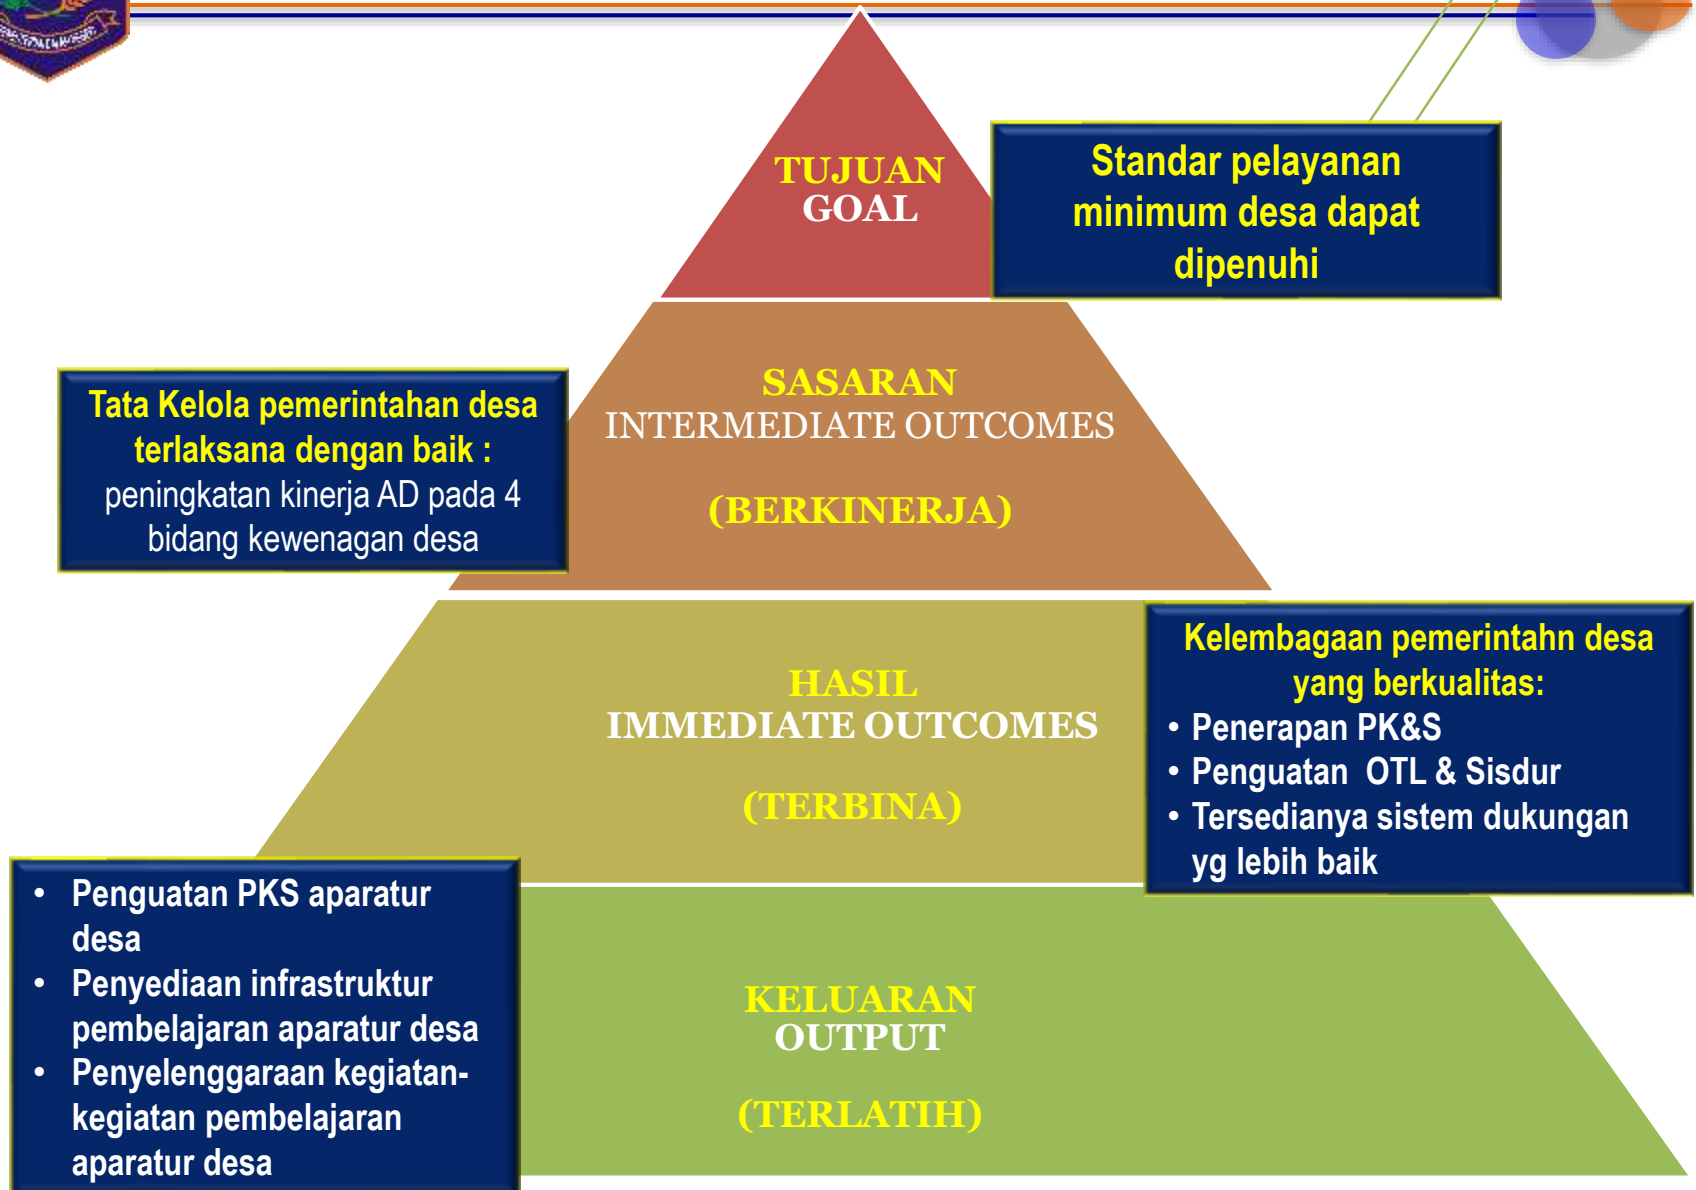 TUJUAN
GOAL
Standar pelayanan
minimum desa dapat
dipenuhi
SASARAN
INTERMEDIATE OUTCOMES
(BERKINERJA)
Tata Kelola pemerintahan desa
terlaksana dengan baik :
peningkatan kinerja AD pada 4
bidang kewenagan desa
HASIL
IMMEDIATE OUTCOMES
(TERBINA)
Kelembagaan pemerintahn desa
yang berkualitas:
• Penerapan PK&S
• Penguatan OTL & Sisdur
• Tersedianya sistem dukungan
yg lebih baik
KELUARAN
OUTPUT
(TERLATIH)
• Penguatan PKS aparatur
desa
• Penyediaan infrastruktur
pembelajaran aparatur desa
• Penyelenggaraan kegiatan-
kegiatan pembelajaran
aparatur desa